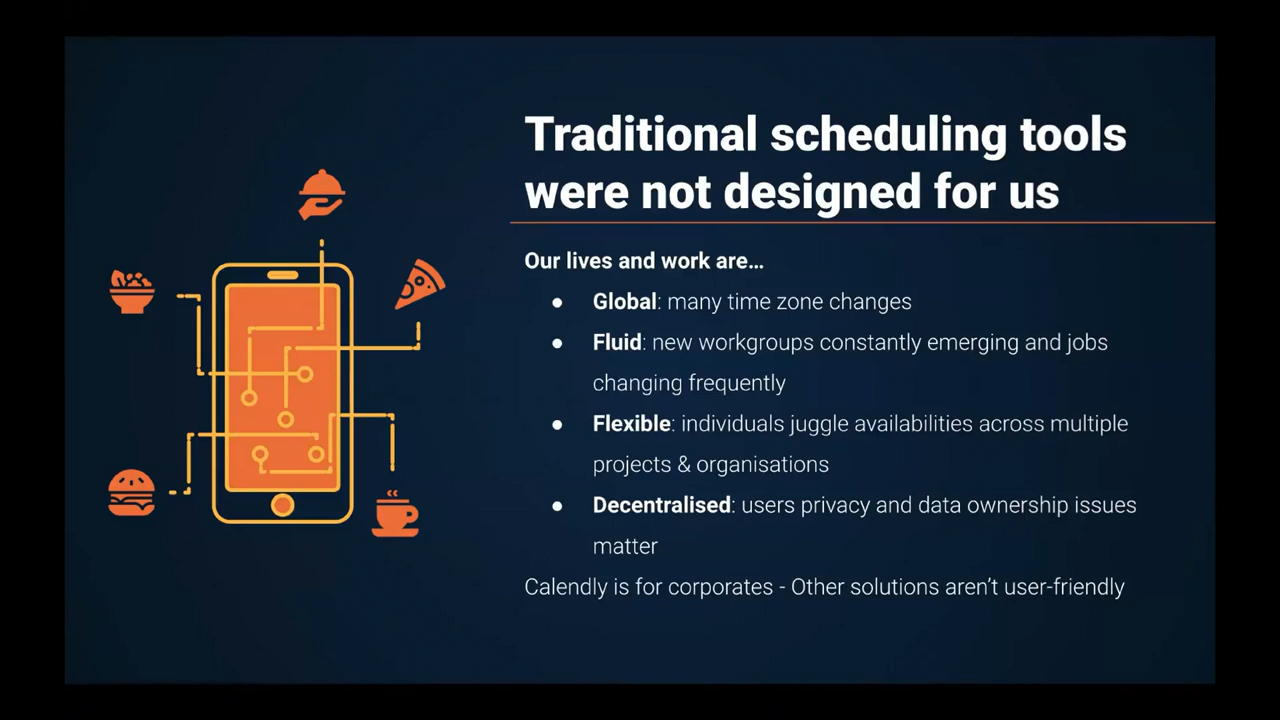 Traditional scheduling tools
were not designed for us
Our lives and work are…
● Global: many time zone changes
● Fluid: new workgroups constantly emerging and jobs
changing frequently
● Flexible: individuals juggle availabilities across multiple
projects & organisations
● Decentralised: users privacy and data ownership issues
matter
Calendly is for corporates - Other solutions aren’t user-friendly